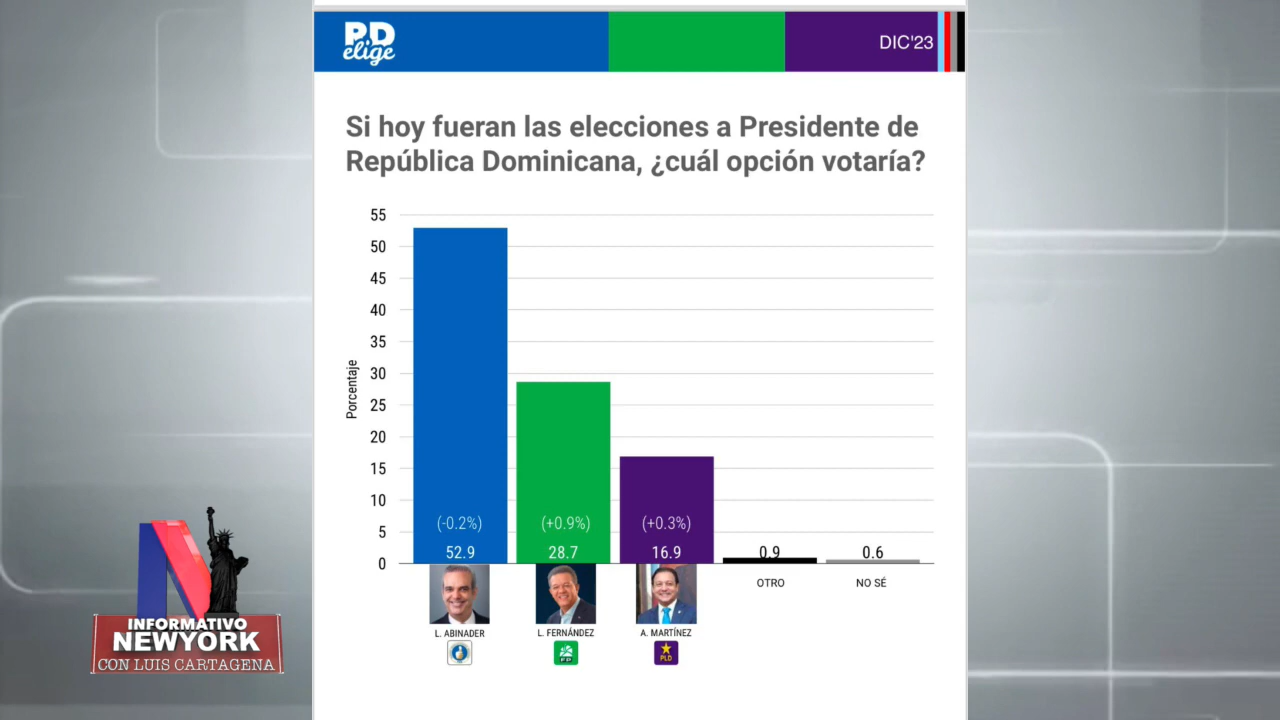 RD elige
DIC'23
Si hoy fueran las elecciones a Presidente de
República Dominicana, ¿cuál opción votaría?
Porcentaje
55
50
45
40
35
30
25
20
15
10
5
0
(-0.2%)
(+0.9%)
(+0.3%)
52.9
28.7
16.9
0.9
0.6
OTRO
NO SÉ
L. ABINADER
L. FERNÁNDEZ
A. MARTÍNEZ
FP
PLD
INFORMATIVO
NEWYORK
CON LUIS CARTAGENA